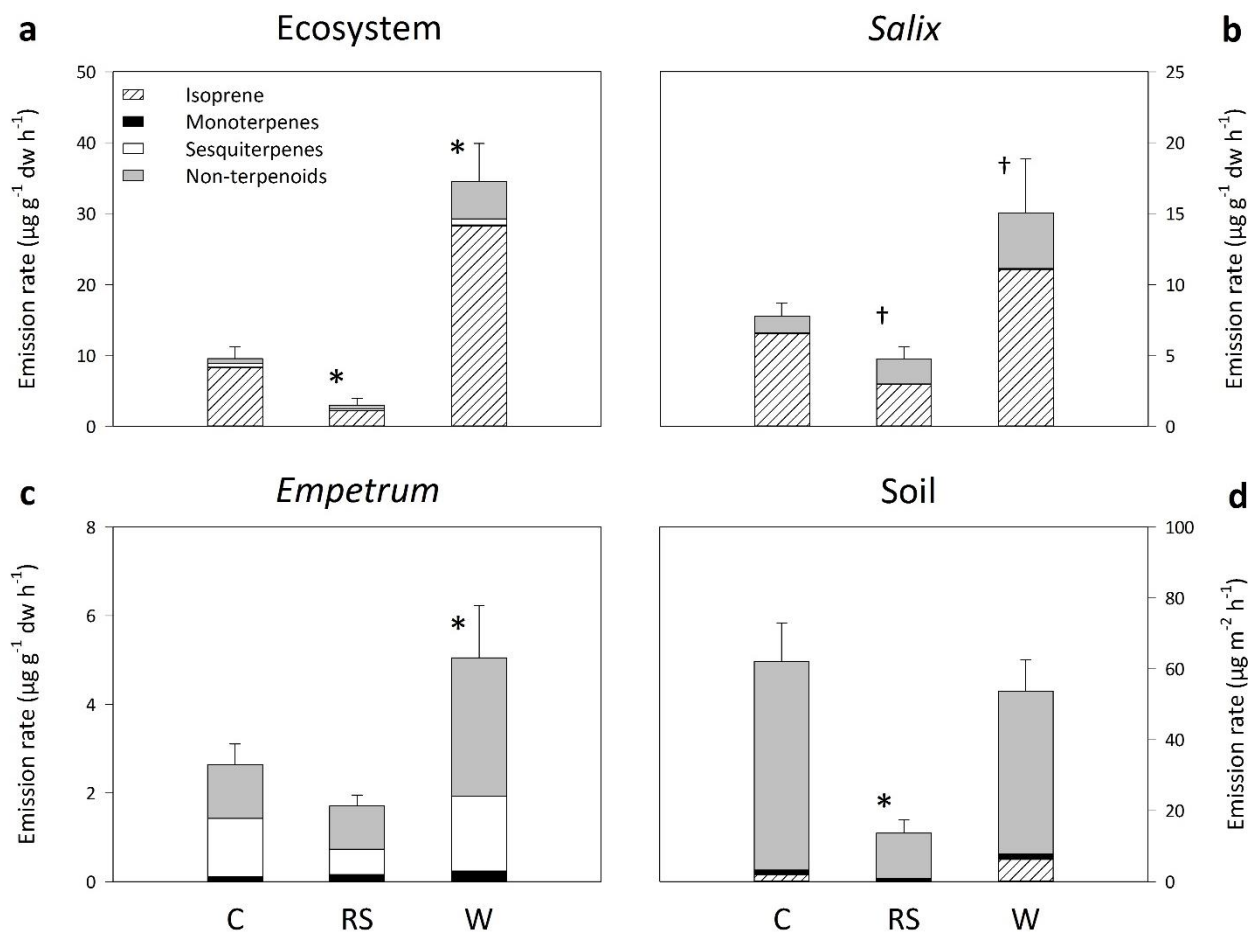 a
Ecosystem
Salix
b
50
40
30
20
10
0
Emission rate (µg g⁻¹ dw h⁻¹)
Isoprene
Monoterpenes
Sesquiterpenes
Non-terpenoids
*
*
†
†
25
20
15
10
5
0
Emission rate (µg g⁻¹ dw h⁻¹)
c
Empetrum
Soil
d
8
6
4
2
0
Emission rate (µg g⁻¹ dw h⁻¹)
*
*
100
80
60
40
20
0
Emission rate (µg m⁻² h⁻¹)
C RS W
C RS W